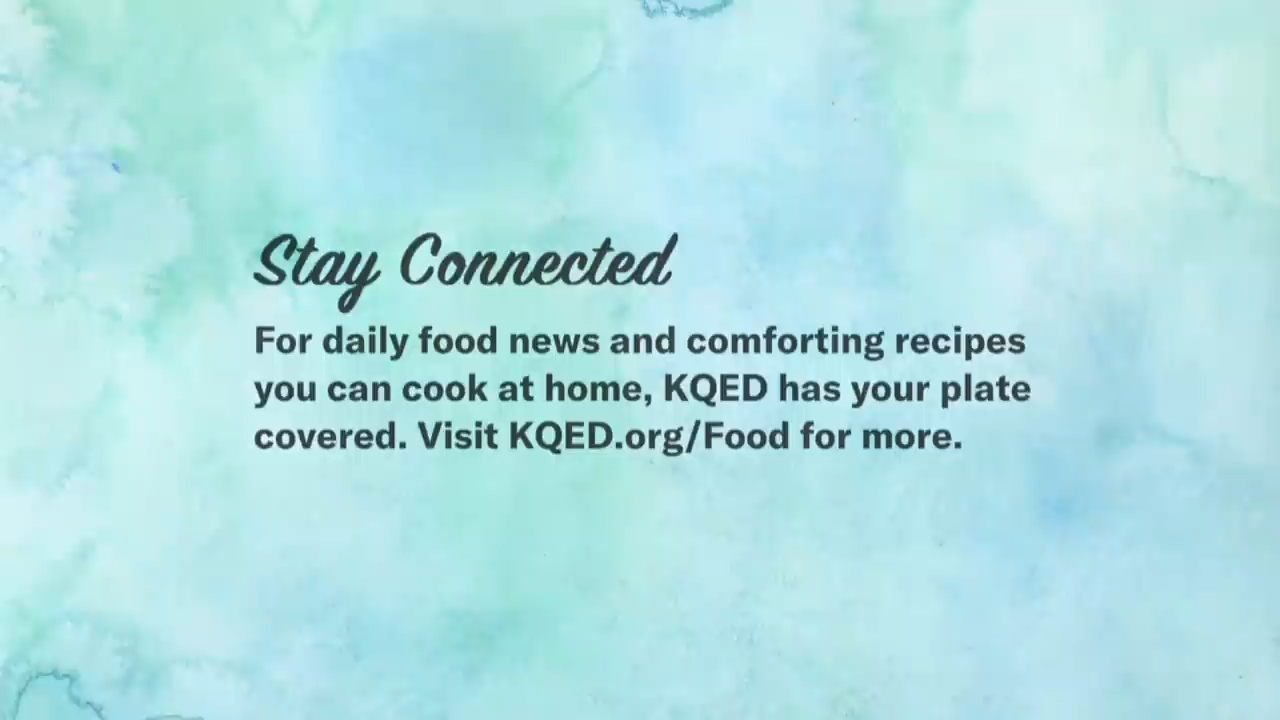 Stay Connected
For daily food news and comforting recipes
you can cook at home, KQED has your plate
covered. Visit KQED.org/Food for more.